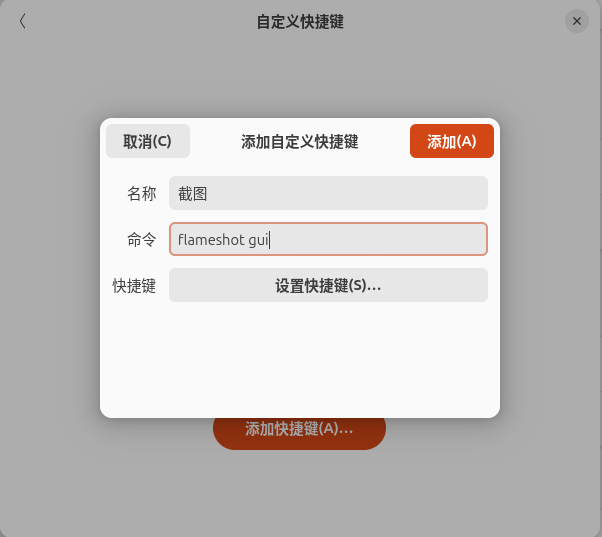 自定义快捷键
取消(C)
添加自定义快捷键
添加(A)
名称 截图
命令 flameshot gui
快捷键 设置快捷键(S)…
添加快捷键(A)…